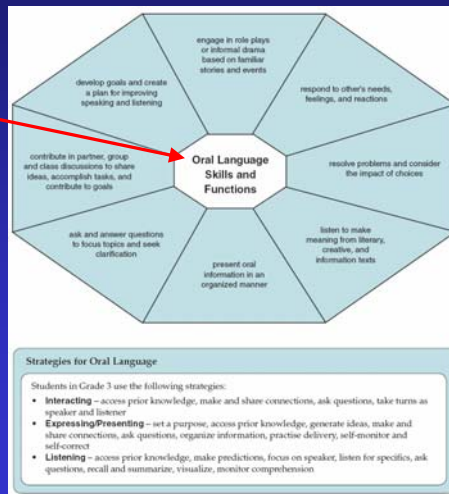 engage in role plays
or informal drama
based on familiar
stories and events
respond to other's needs,
feelings, and reactions
resolve problems and consider
the impact of choices
listen to make
meaning from literary,
creative, and
information texts
present oral
information in an
organized manner
ask and answer questions
to focus topics and seek
clarification
contribute in partner, group
and class discussions to share
ideas, accomplish tasks, and
contribute to goals
develop goals and create
a plan for improving
speaking and listening
Oral Language
Skills and
Functions
Strategies for Oral Language
Students in Grade 3 use the following strategies:
• Interacting – access prior knowledge, make and share connections, ask questions, take turns as
speaker and listener
• Expressing/Presenting – set a purpose, access prior knowledge, generate ideas, make and
share connections, ask questions, organize information, practise delivery, self-monitor and
self-correct
• Listening – access prior knowledge, make predictions, focus on speaker, listen for specifics, ask
questions, recall and summarize, visualize, monitor comprehension